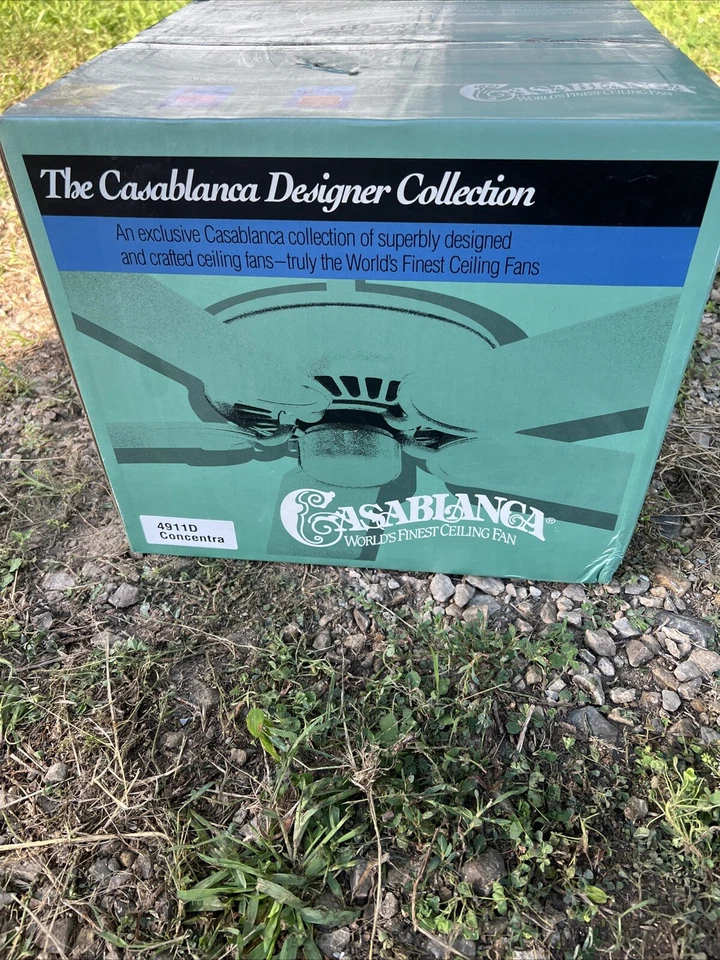 CASABLANCA
WORLD'S FINEST CEILING FAN
The Casablanca Designer Collection
An exclusive Casablanca collection of superbly designed
and crafted ceiling fans—truly the World's Finest Ceiling Fans
CASABLANCA®
WORLD'S FINEST CEILING FAN
4911D
Concentra